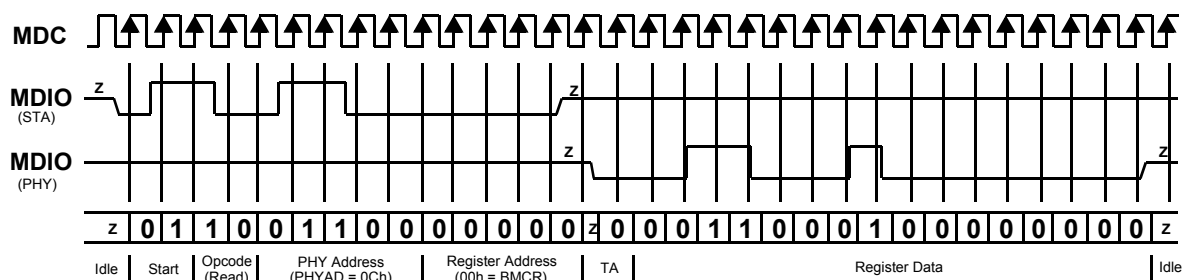 MDC
z
z
MDIO
(STA)
z
z
MDIO
(PHY)
z 0 1 1 0 0 1 1 0 0 0 0 0 0 0 z 0 0 0 1 1 0 0 0 1 0 0 0 0 0 0 0 0 z
Idle Start Opcode PHY Address Register Address TA Register Data Idle
(Read) (PHYAD = 0Ch) (00h = BMCR)